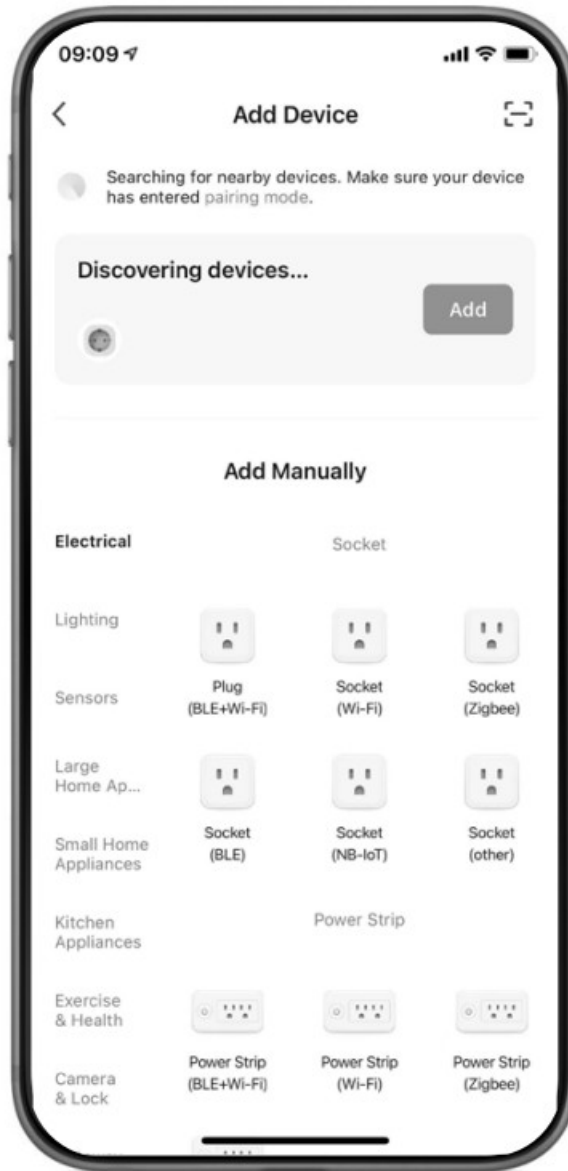 09:09
Add Device
Searching for nearby devices. Make sure your device
has entered pairing mode.
Discovering devices...
Add
Add Manually
Electrical
Lighting
Sensors
Large
Home Ap...
Small Home
Appliances
Kitchen
Appliances
Exercise
& Health
Camera
& Lock
Socket
Plug
(BLE+Wi-Fi)
Socket
(Wi-Fi)
Socket
(Zigbee)
Socket
(BLE)
Socket
(NB-IoT)
Socket
(other)
Power Strip
Power Strip
(BLE+Wi-Fi)
Power Strip
(Wi-Fi)
Power Strip
(Zigbee)